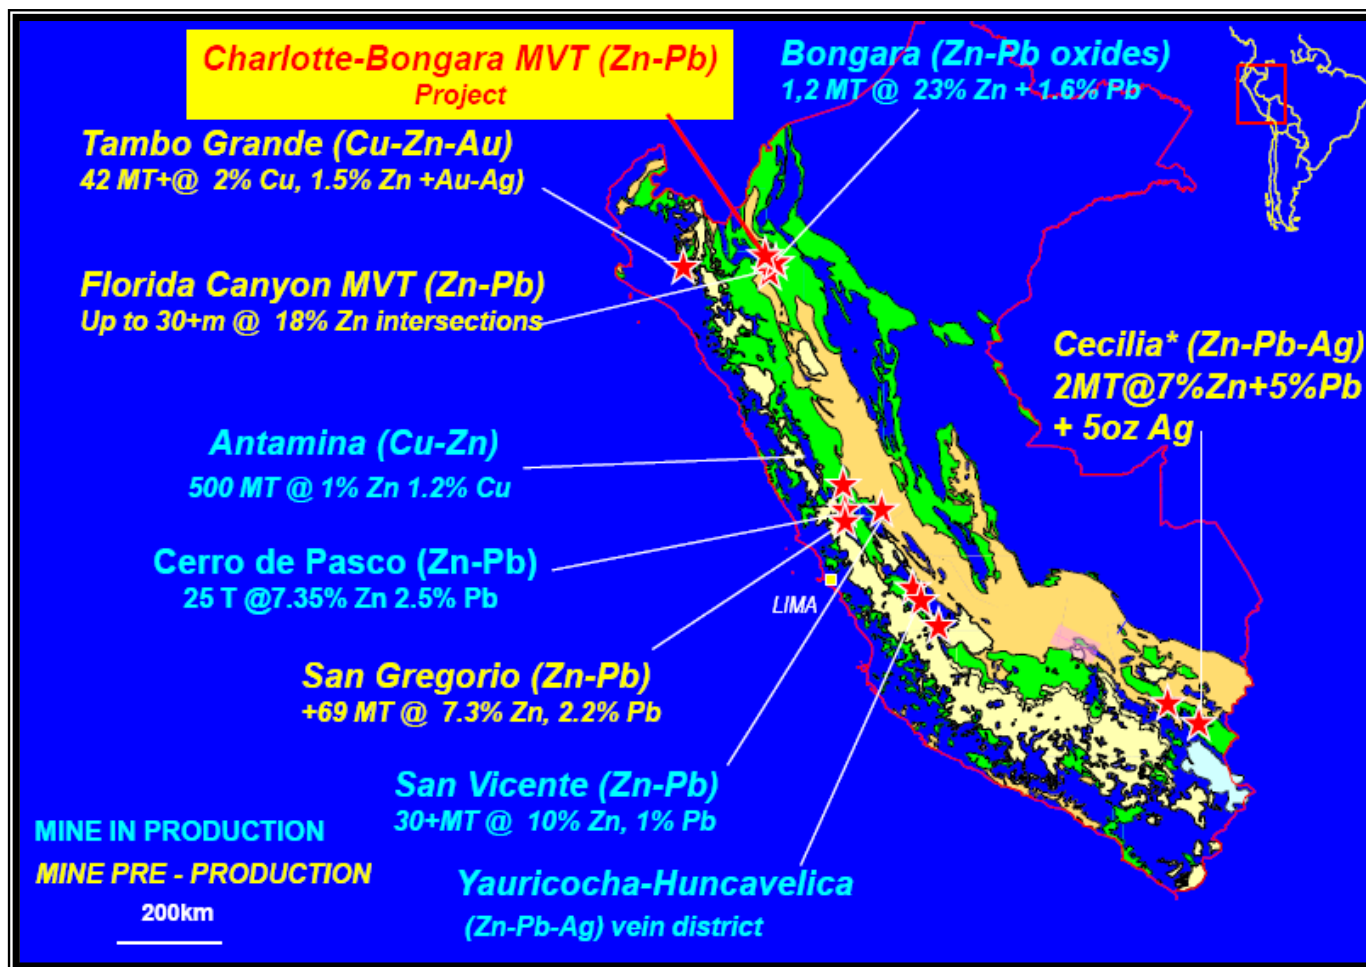 Charlotte-Bongara MVT (Zn-Pb)
Project
Bongara (Zn-Pb oxides)
1,2 MT @ 23% Zn + 1.6% Pb
Tambo Grande (Cu-Zn-Au)
42 MT+@ 2% Cu, 1.5% Zn +Au-Ag)
Florida Canyon MVT (Zn-Pb)
Up to 30+m @ 18% Zn intersections
Cecilia* (Zn-Pb-Ag)
2MT@7%Zn+5%Pb
+ 5oz Ag
Antamina (Cu-Zn)
500 MT @ 1% Zn 1.2% Cu
Cerro de Pasco (Zn-Pb)
25 T @7.35% Zn 2.5% Pb
LIMA
San Gregorio (Zn-Pb)
+69 MT @ 7.3% Zn, 2.2% Pb
San Vicente (Zn-Pb)
30+MT @ 10% Zn, 1% Pb
MINE IN PRODUCTION
MINE PRE - PRODUCTION
Yauricocha-Huncavelica
(Zn-Pb-Ag) vein district
200km